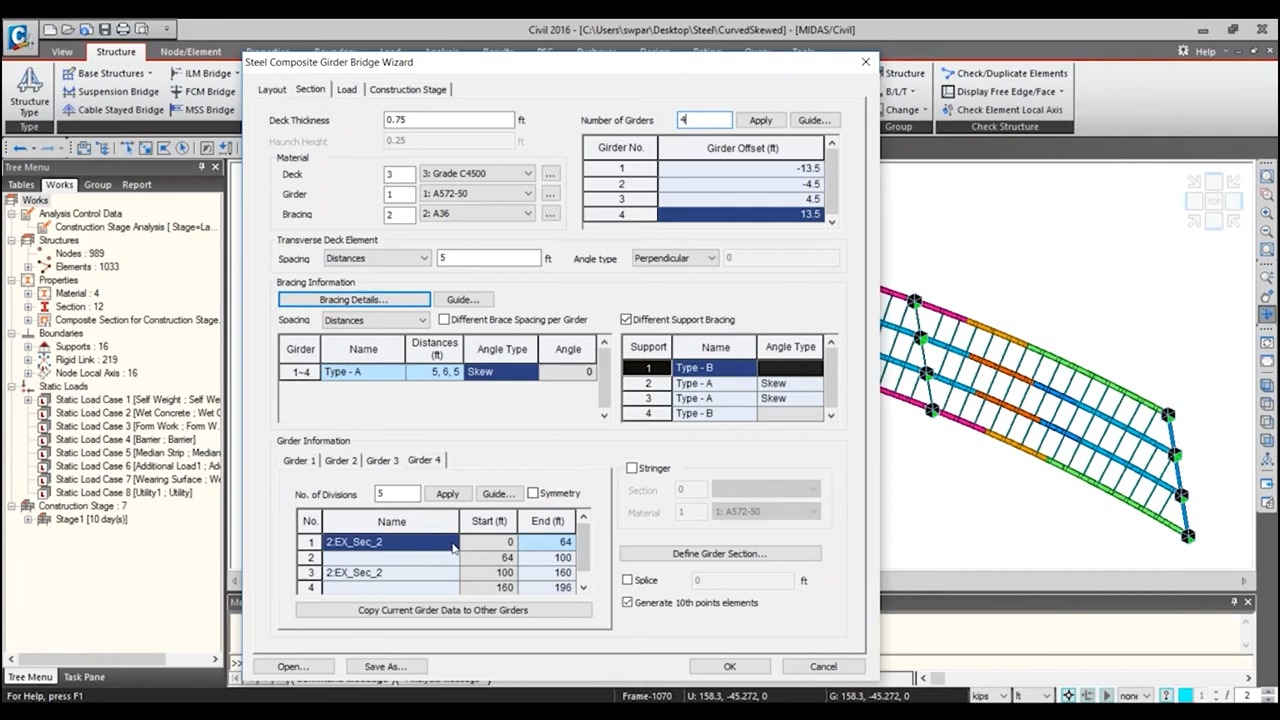 Civil 2016 - [C:\Users\swpar\Desktop\Steel\CurvedSkewed] - [MIDAS/Civil]
View Structure Node/Element
Help
Base Structures ILM Bridge
Suspension Bridge FCM Bridge
Cable Stayed Bridge MSS Bridge
Structure Type
Type
Structure
B/L/T
Change
Group
Check/Duplicate Elements
Display Free Edge/Face
Check Element Local Axis
Check Structure
Tree Menu
Tables Works Group Report
Works
Analysis Control Data
Construction Stage Analysis [ Stage=La...
Structures
Nodes : 989
Elements : 1033
Properties
Material : 4
Section : 12
Composite Section for Construction Stage
Boundaries
Supports : 16
Rigid Link : 219
Node Local Axis : 16
Static Loads
Static Load Case 1 [Self Weight ; Self W
Static Load Case 2 [Wet Concrete ; Wet C
Static Load Case 3 [Form Work ; Form W.
Static Load Case 4 [Barrier ; Barrier]
Static Load Case 5 [Median Strip ; Median
Static Load Case 6 [Additional Load1 ; Add
Static Load Case 7 [Wearing Surface ; We
Static Load Case 8 [Utility1 ; Utility]
Construction Stage : 7
Stage1 [10 day(s)]
Tree Menu Task Pane
Steel Composite Girder Bridge Wizard
Layout Section Load Construction Stage
Deck Thickness 0.75 ft
Haunch Height 0.25 ft
Material
Deck 3 3: Grade C4500 ...
Girder 1 1: A572-50 ...
Bracing 2 2: A36 ...
Number of Girders 4 Apply Guide...
Girder No. Girder Offset (ft)
1 -13.5
2 -4.5
3 4.5
4 13.5
Transverse Deck Element
Spacing Distances 5 ft Angle type Perpendicular 0
Bracing Information
Bracing Details... Guide...
Spacing Distances Different Brace Spacing per Girder
Different Support Bracing
Girder Name Distances (ft) Angle Type Angle
1~4 Type - A 5, 6, 5 Skew 0
Support Name Angle Type
1 Type - B
2 Type - A Skew
3 Type - A Skew
4 Type - B
Girder Information
Girder 1 Girder 2 Girder 3 Girder 4
No. of Divisions 5 Apply Guide... Symmetry
No. Name Start (ft) End (ft)
1 2:EX_Sec_2 0 64
2 64 100
3 2:EX_Sec_2 100 160
4 160 196
Copy Current Girder Data to Other Girders
Stringer
Section 0
Material 1 1: A572-50
Define Girder Section...
Splice 0 ft
Generate 10th points elements
Open... Save As... OK Cancel
TOP
>>
For Help, press F1
Frame-1070 U: 158.3, -45.272, 0 G: 158.3, -45.272, 0 kips ft none ? 1 / 2